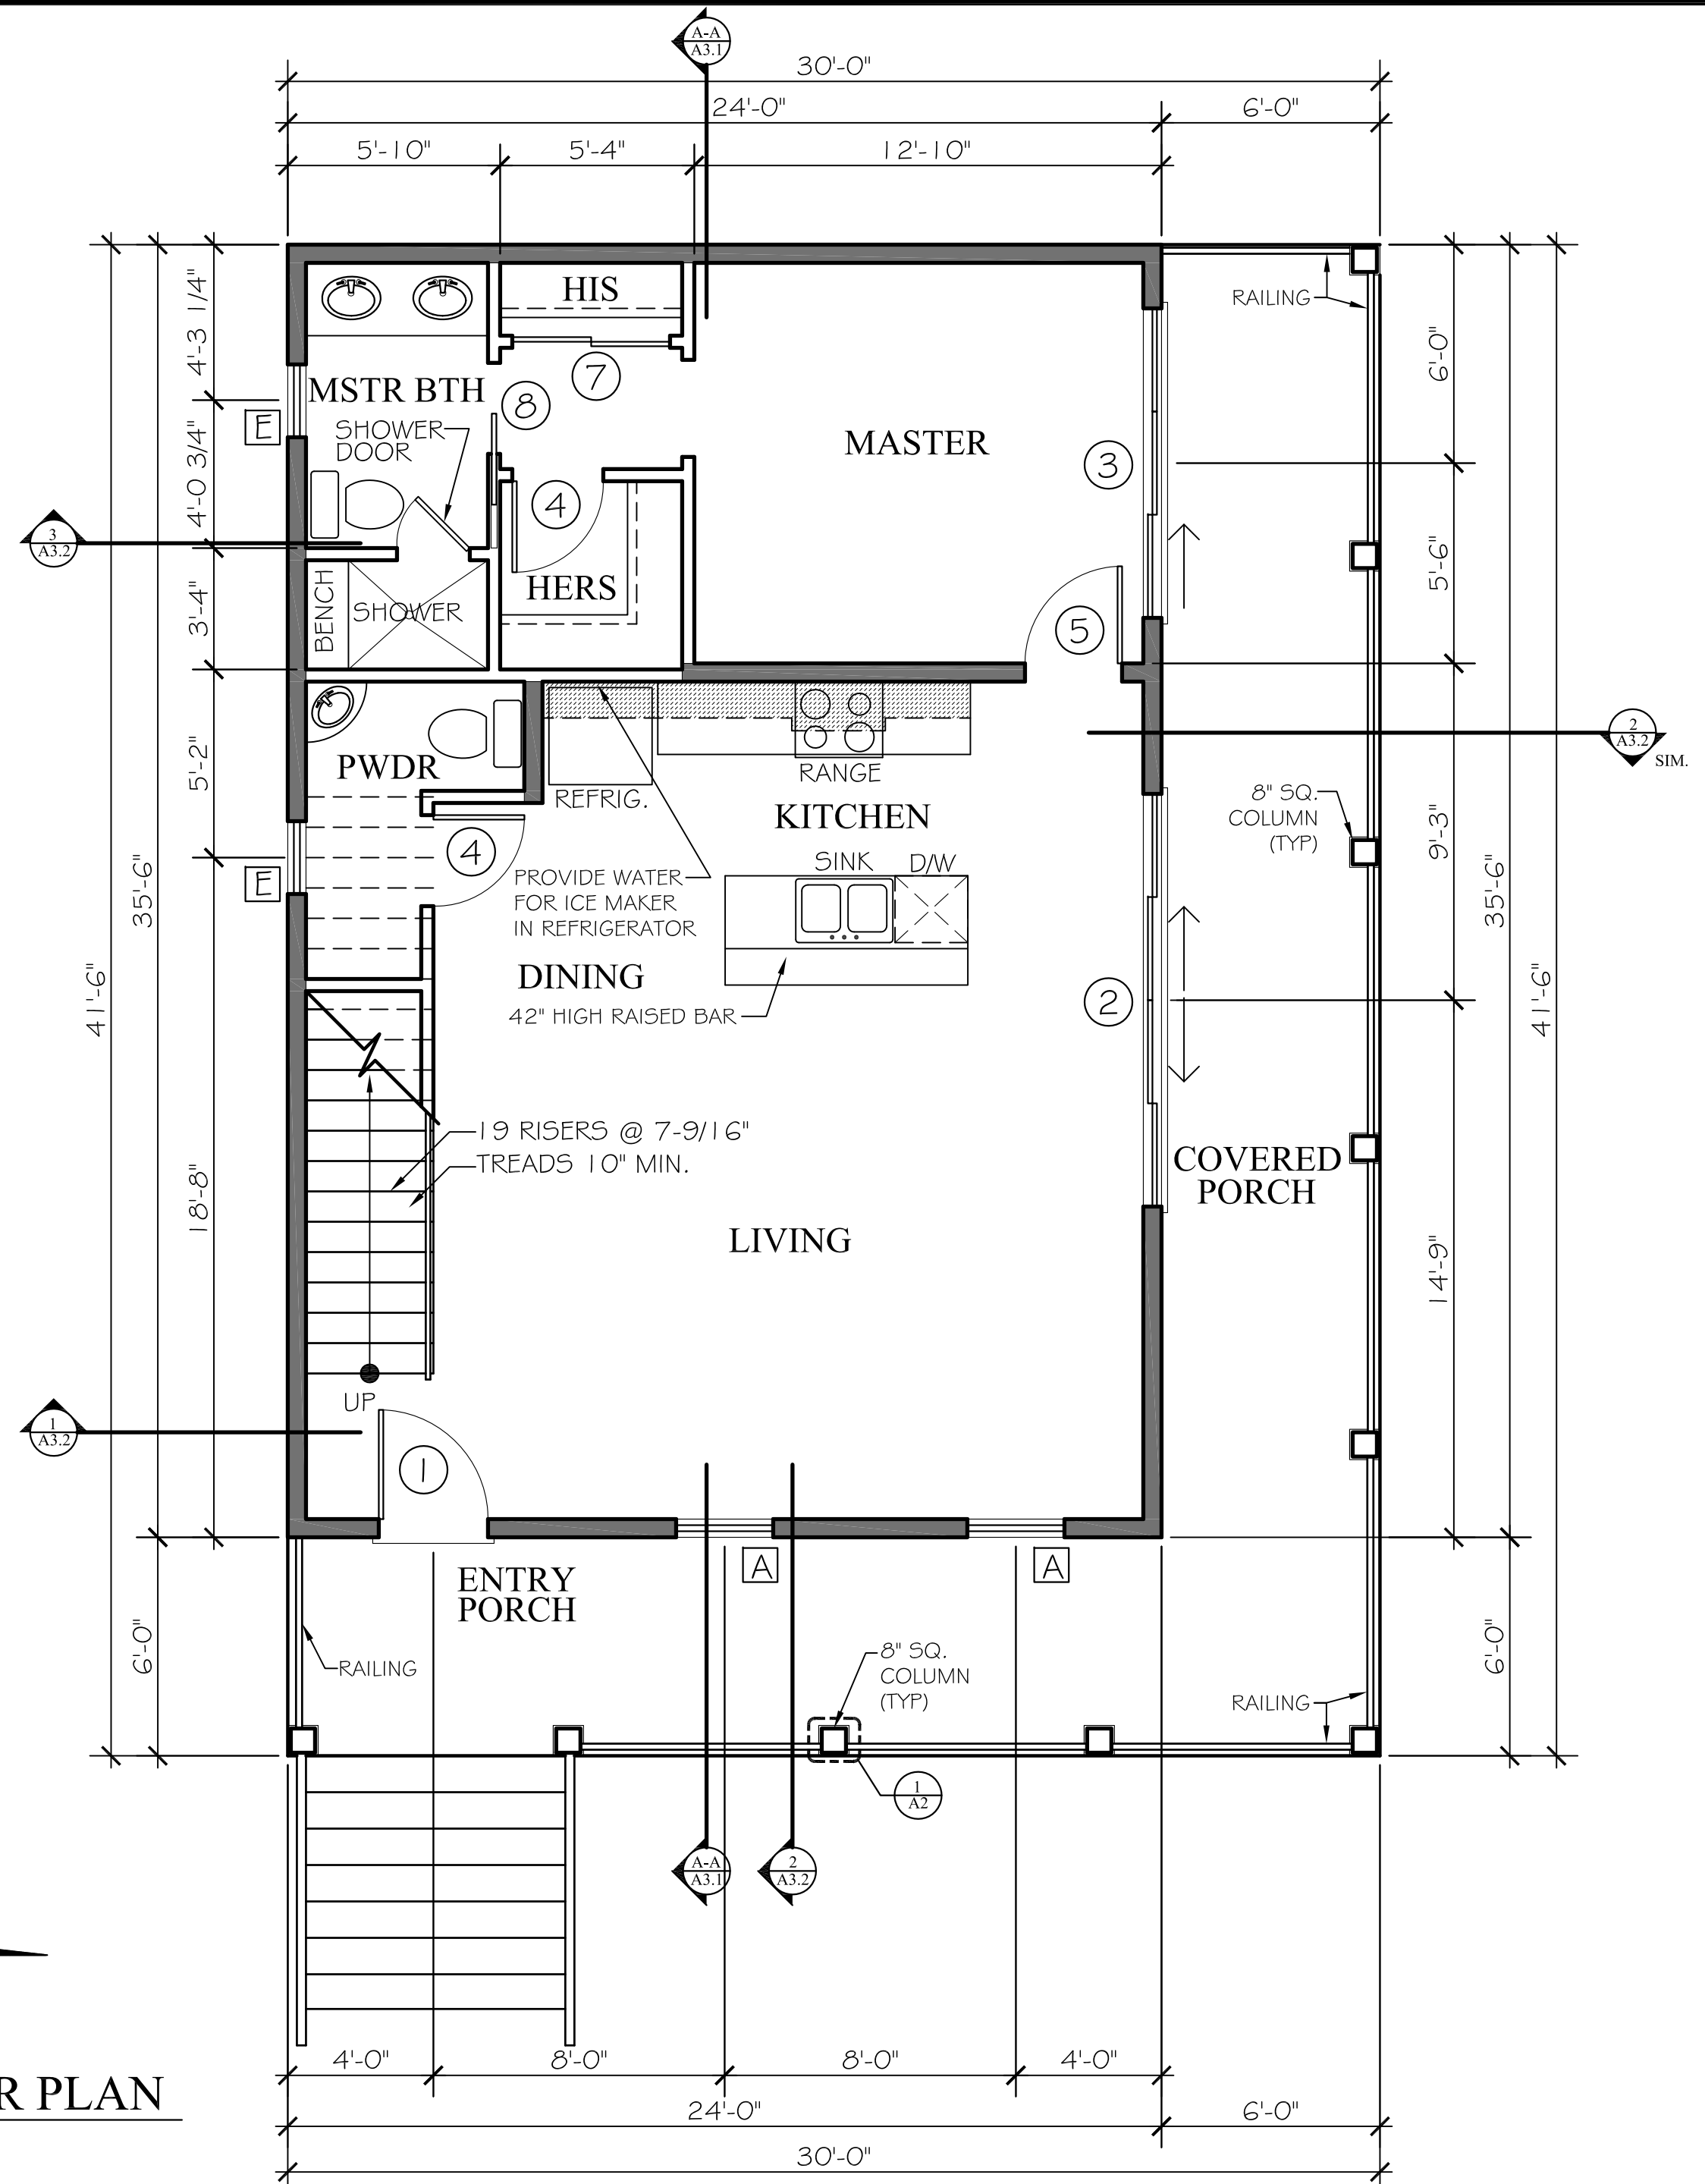 A-A
A3.1
30'-0"
24'-0"
6'-0"
5'-10"
5'-4"
12'-10"
HIS
RAILING
4'-3 1/4"
6'-0"
7
MSTR BTH
8
E
SHOWER
DOOR
MASTER
3
4'-0 3/4"
4
3
A3.2
5'-6"
BENCH
SHOWER
HERS
3'-4"
5
5'-2"
PWDR
RANGE
REFRIG.
KITCHEN
2
A3.2
SIM.
8" SQ.
COLUMN
(TYP)
9'-3"
4
SINK
D/W
E
PROVIDE WATER
FOR ICE MAKER
IN REFRIGERATOR
35'-6"
35'-6"
DINING
42" HIGH RAISED BAR
2
41'-6"
41'-6"
19 RISERS @ 7-9/16"
TREADS 10" MIN.
COVERED
PORCH
18'-8"
LIVING
14'-9"
UP
1
A3.2
1
A
A
ENTRY
PORCH
6'-0"
6'-0"
RAILING
8" SQ.
COLUMN
(TYP)
RAILING
1
A2
A-A
A3.1
2
A3.2
4'-0"
8'-0"
8'-0"
4'-0"
R PLAN
24'-0"
6'-0"
30'-0"